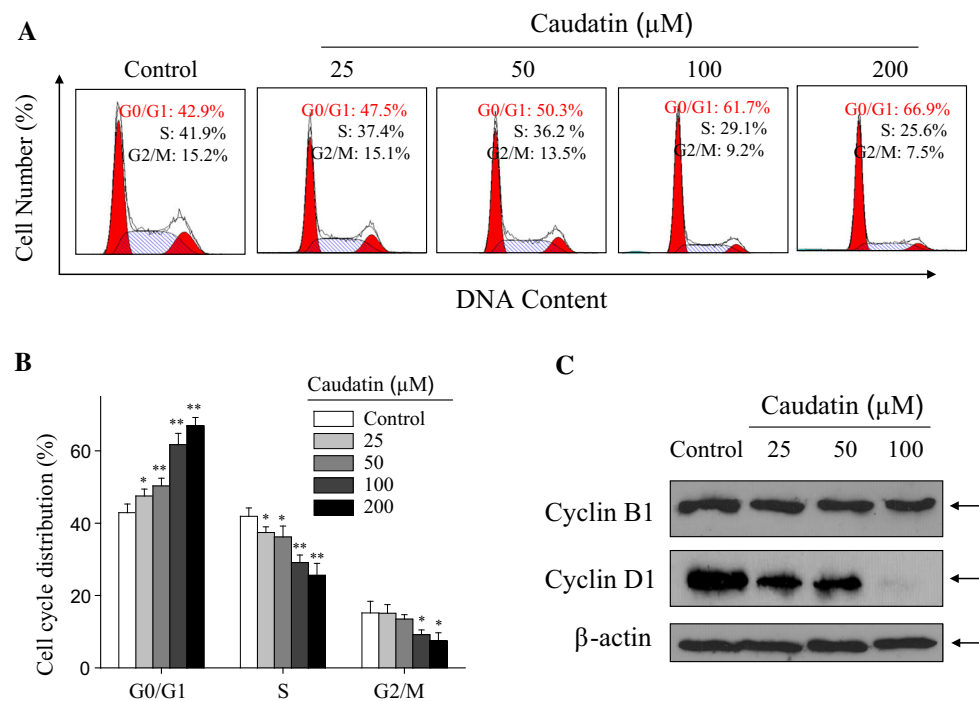 A
Caudatin (μM)
Control 25 50 100 200
Cell Number (%)
G0/G1: 42.9%
S: 41.9%
G2/M: 15.2%
G0/G1: 47.5%
S: 37.4%
G2/M: 15.1%
G0/G1: 50.3%
S: 36.2 %
G2/M: 13.5%
G0/G1: 61.7%
S: 29.1%
G2/M: 9.2%
G0/G1: 66.9%
S: 25.6%
G2/M: 7.5%
DNA Content
B
Caudatin (μM)
Control
25
50
100
200
Cell cycle distribution (%)
60
40
20
0
* ** ** **
* * ** **
* *
G0/G1 S G2/M
C
Caudatin (μM)
Control 25 50 100
Cyclin B1
Cyclin D1
β-actin